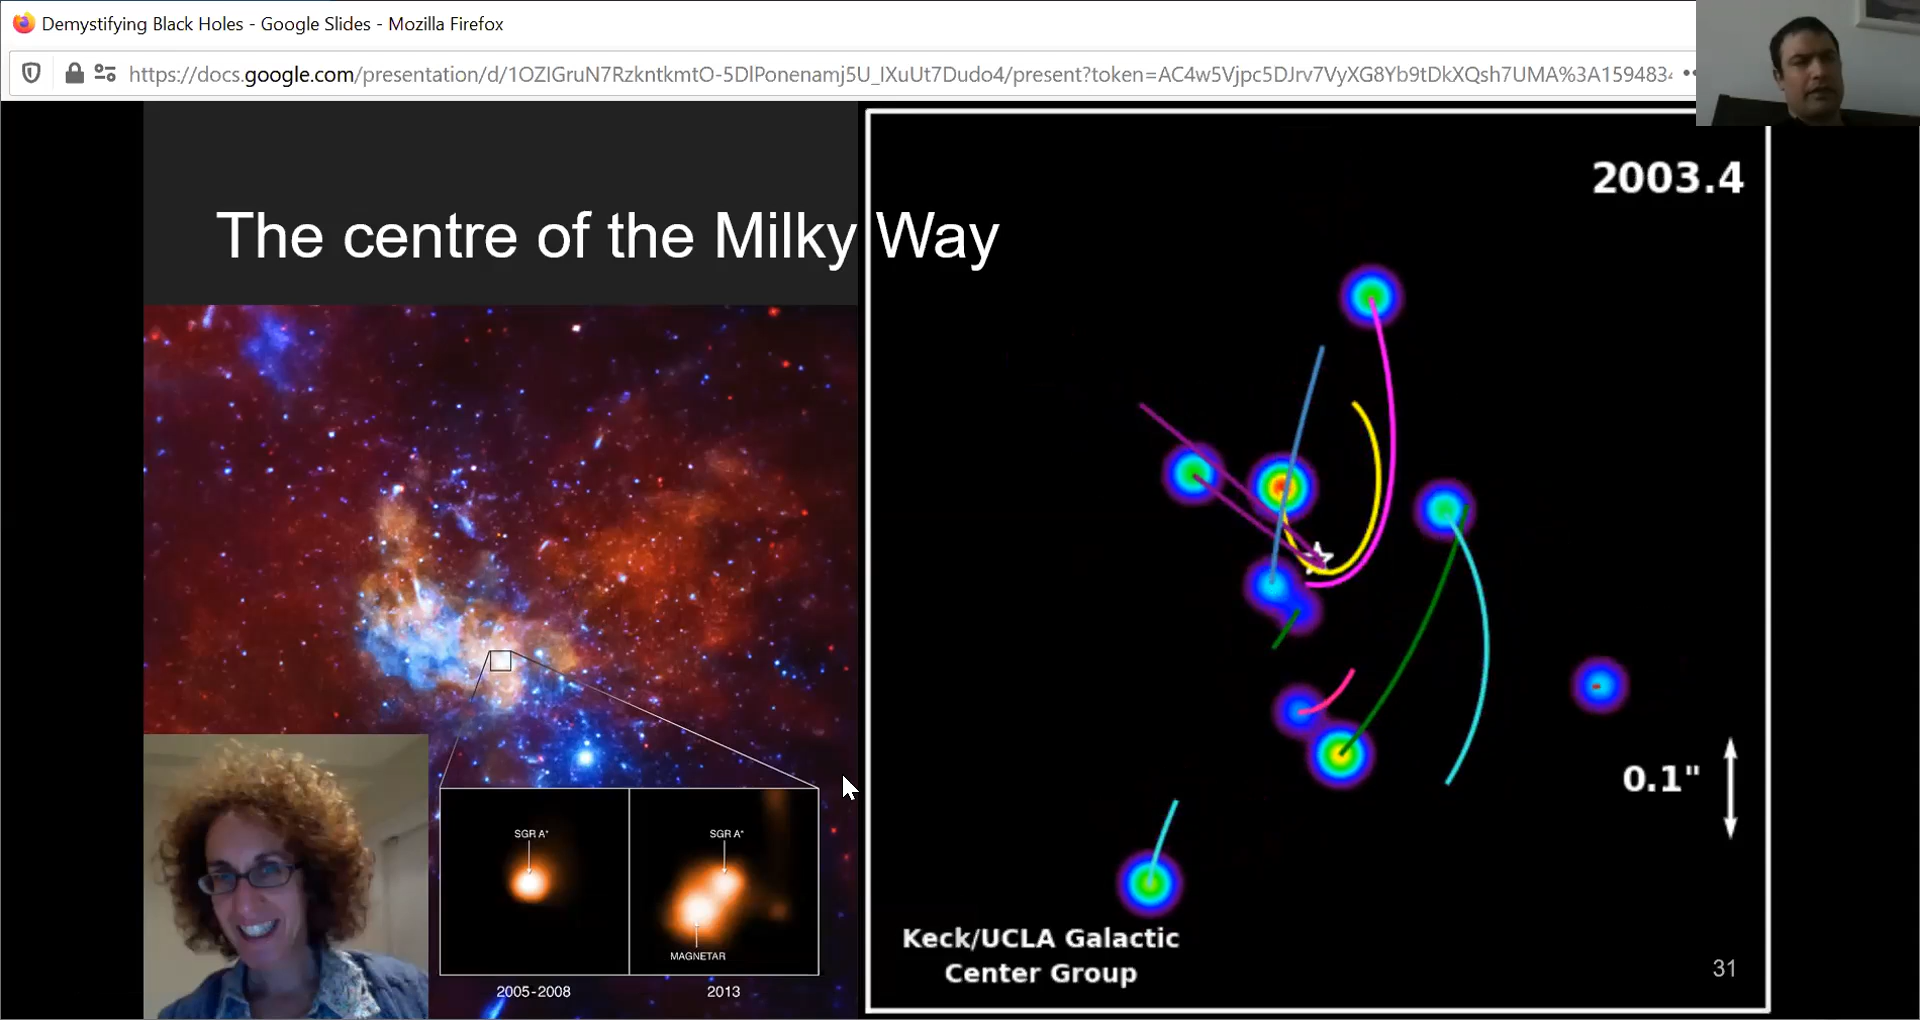 Demystifying Black Holes - Google Slides - Mozilla Firefox
https://docs.google.com/presentation/d/1OZIGruN7RzkntkmtO-5DlPonenamj5U_IXuUt7Dudo4/present?token=AC4w5Vjpc5DJrv7VyXG8Yb9tDkXQsh7UMA%3A159483
The centre of the Milky Way
2003.4
0.1"
SGR A*
SGR A*
MAGNETAR
2005-2008
2013
Keck/UCLA Galactic
Center Group
31